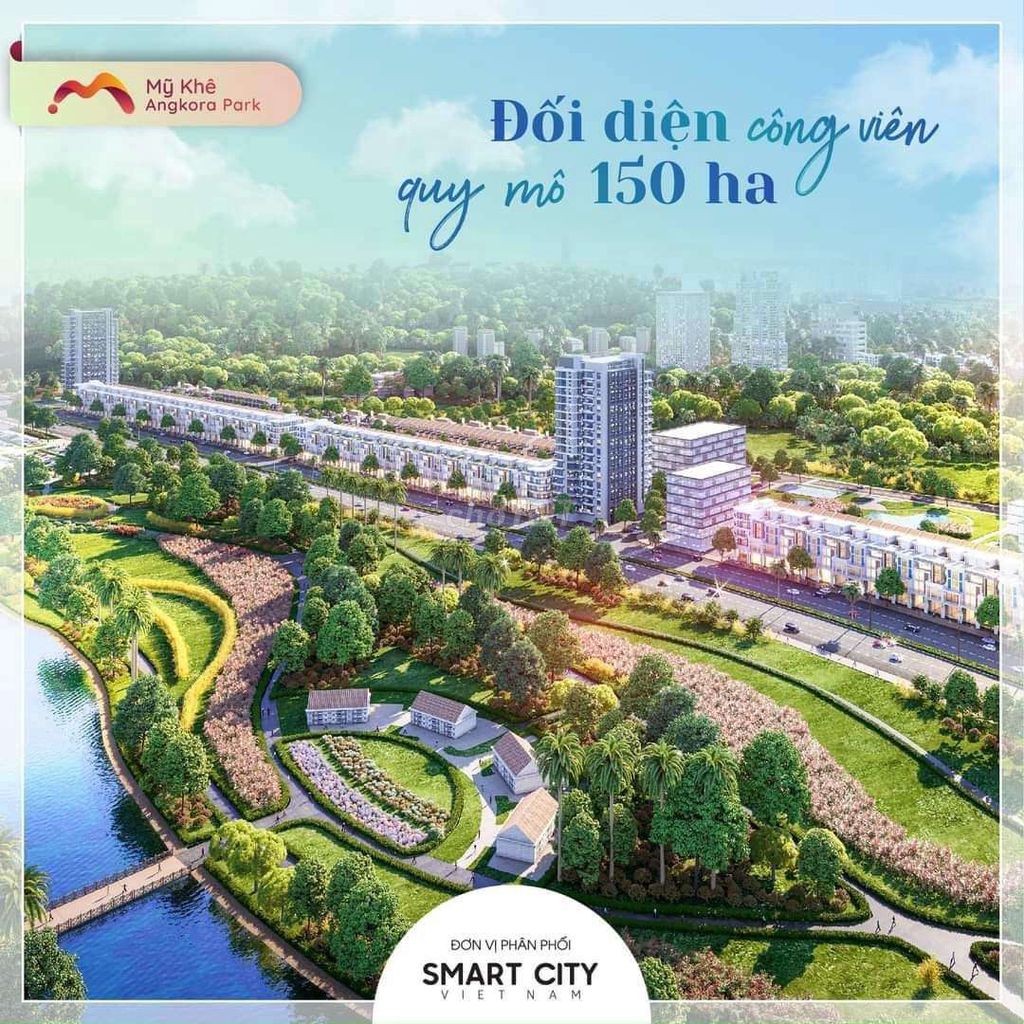 Mỹ Khê
Angkora Park
Đối diện công viên
quy mô 150 ha
ĐƠN VỊ PHÂN PHỐI
SMART CITY
VIET NAM